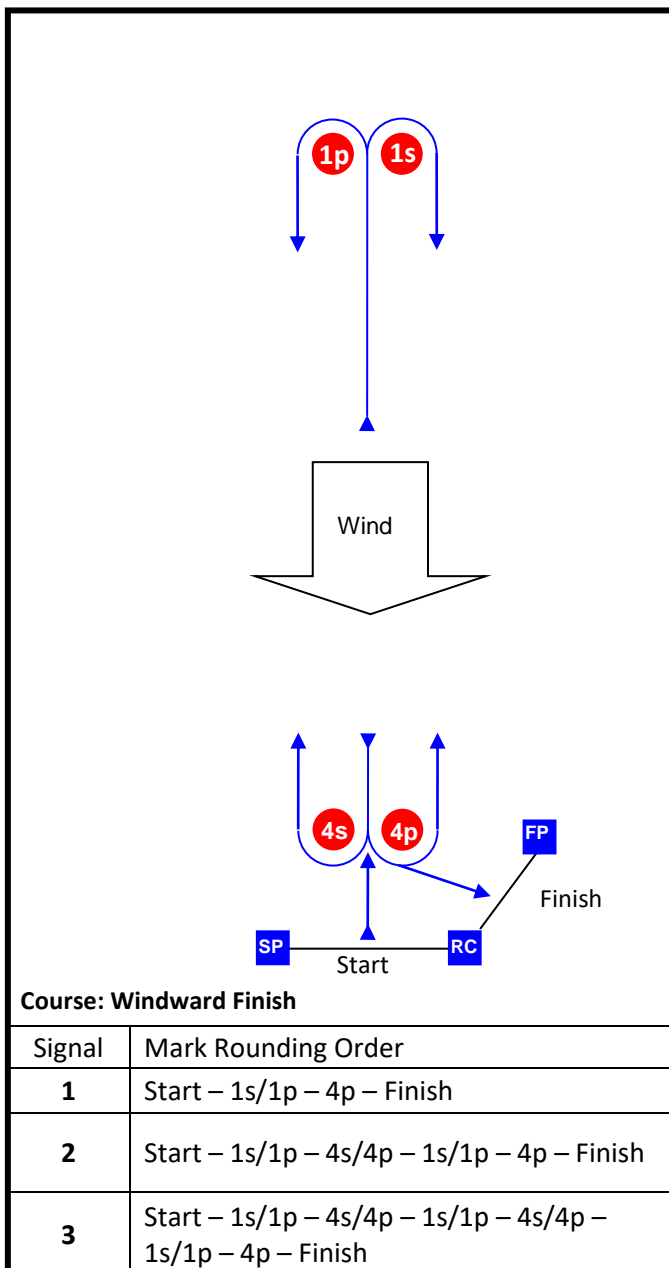 1p 1s
Wind
4s 4p
FP
Finish
SP RC
Start
Course: Windward Finish
Signal Mark Rounding Order
1 Start – 1s/1p – 4p – Finish
2 Start – 1s/1p – 4s/4p – 1s/1p – 4p – Finish
3 Start – 1s/1p – 4s/4p – 1s/1p – 4s/4p –
1s/1p – 4p – Finish